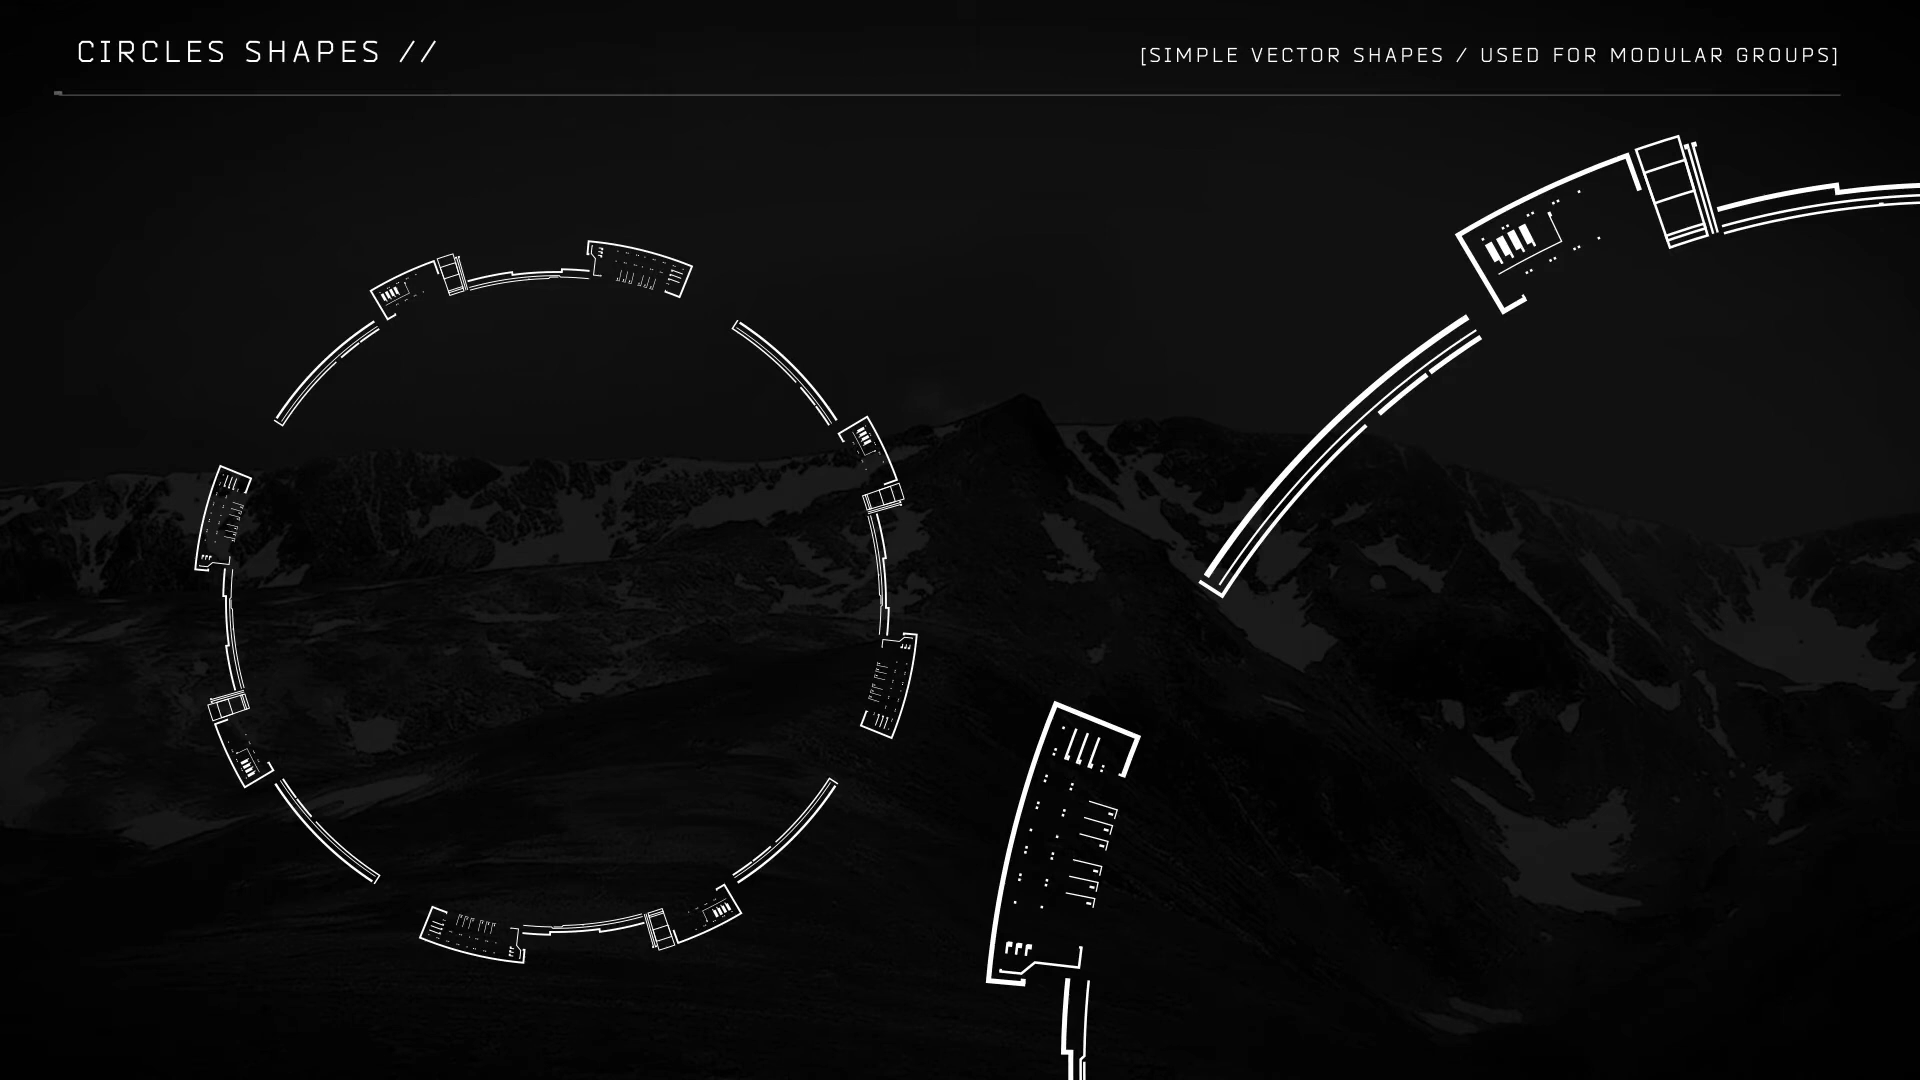 CIRCLES SHAPES //
[SIMPLE VECTOR SHAPES / USED FOR MODULAR GROUPS]